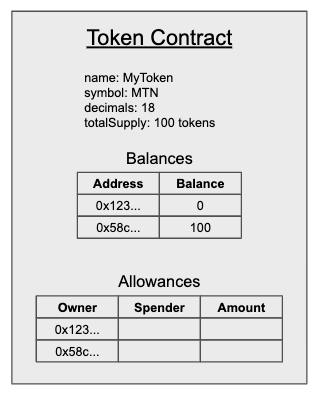 Token Contract
name: MyToken
symbol: MTN
decimals: 18
totalSupply: 100 tokens
Balances
Address Balance
0x123... 0
0x58c... 100
Allowances
Owner Spender Amount
0x123...
0x58c...